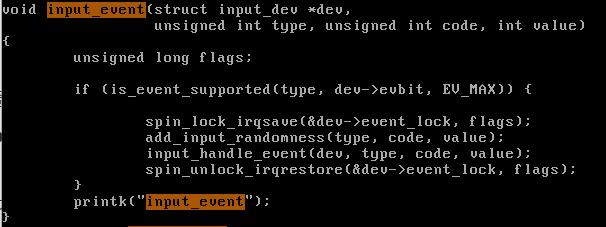 void input_event(struct input_dev *dev,
unsigned int type, unsigned int code, int value)
{
unsigned long flags;
if (is_event_supported(type, dev->evbit, EV_MAX)) {
spin_lock_irqsave(&dev->event_lock, flags);
add_input_randomness(type, code, value);
input_handle_event(dev, type, code, value);
spin_unlock_irqrestore(&dev->event_lock, flags);
}
printk("input_event");
}